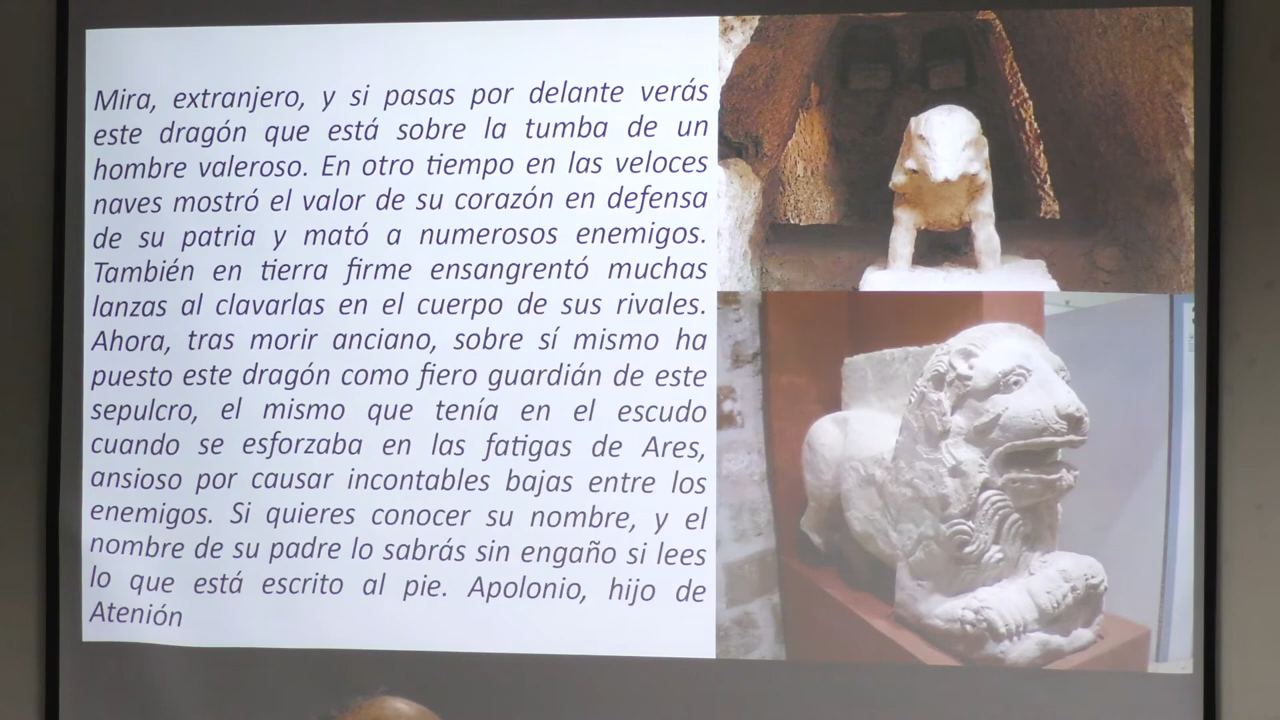 Mira, extranjero, y si pasas por delante verás
este dragón que está sobre la tumba de un
hombre valeroso. En otro tiempo en las veloces
naves mostró el valor de su corazón en defensa
de su patria y mató a numerosos enemigos.
También en tierra firme ensangrentó muchas
lanzas al clavarlas en el cuerpo de sus rivales.
Ahora, tras morir anciano, sobre sí mismo ha
puesto este dragón como fiero guardián de este
sepulcro, el mismo que tenía en el escudo
cuando se esforzaba en las fatigas de Ares,
ansioso por causar incontables bajas entre los
enemigos. Si quieres conocer su nombre, y el
nombre de su padre lo sabrás sin engaño si lees
lo que está escrito al pie. Apolonio, hijo de
Atenión